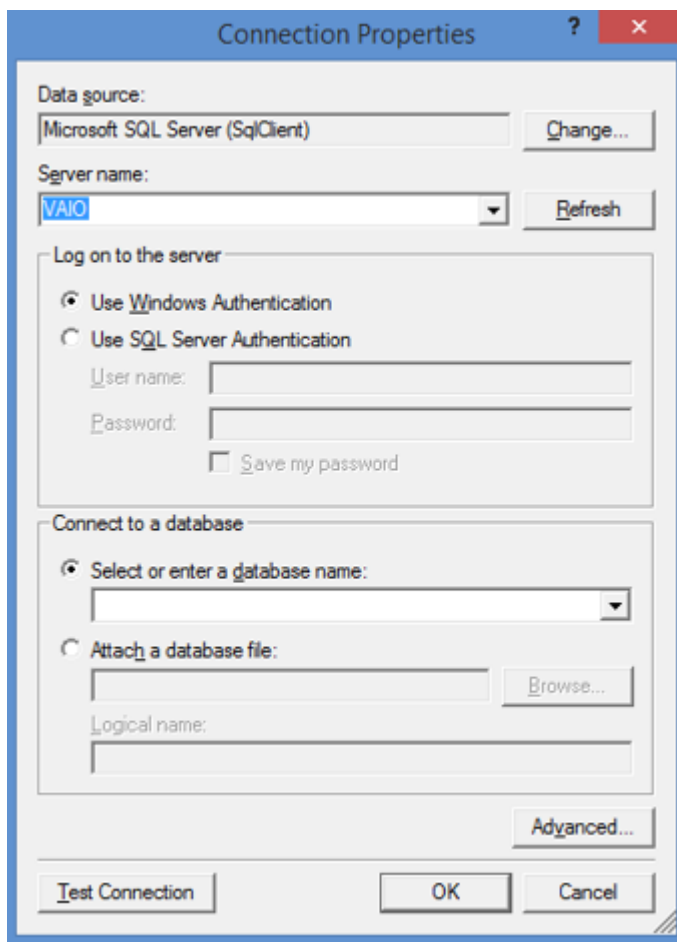 Connection Properties ?
Data source:
Microsoft SQL Server (SqlClient) Change...
Server name:
VAIO Refresh
Log on to the server
Use Windows Authentication
Use SQL Server Authentication
User name:
Password:
Save my password
Connect to a database
Select or enter a database name:
Attach a database file:
Browse...
Logical name:
Advanced...
Test Connection OK Cancel